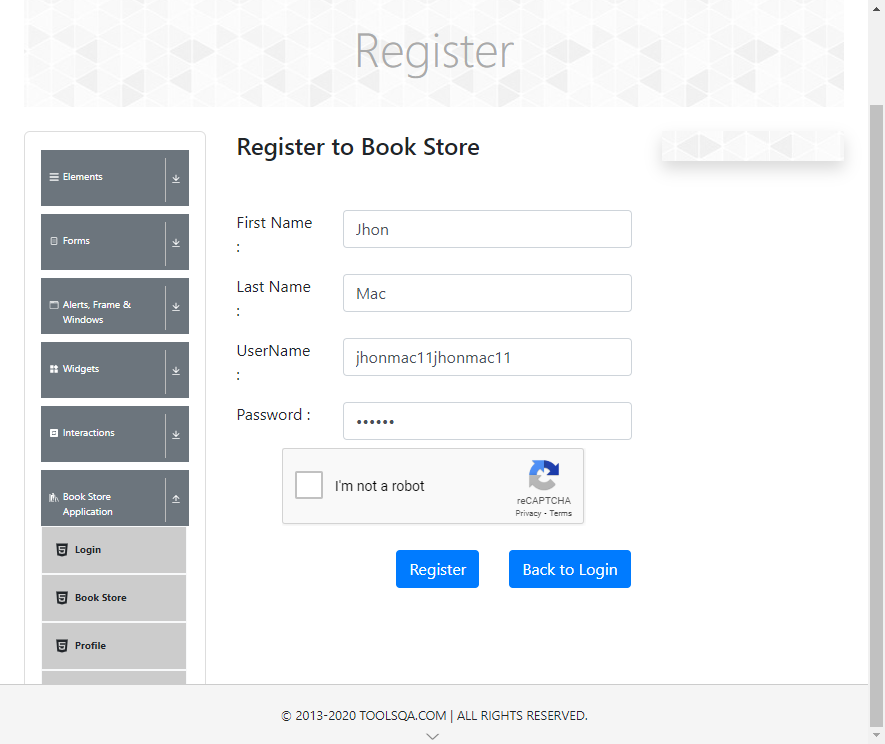 Register
Register to Book Store
Elements
Forms
Alerts, Frame &
Windows
Widgets
Interactions
Book Store
Application
Login
Book Store
Profile
First Name
:
Jhon
Last Name
:
Mac
UserName
:
jhonmac11jhonmac11
Password :
••••••
I'm not a robot
reCAPTCHA
Privacy - Terms
Register
Back to Login
© 2013-2020 TOOLSQA.COM | ALL RIGHTS RESERVED.